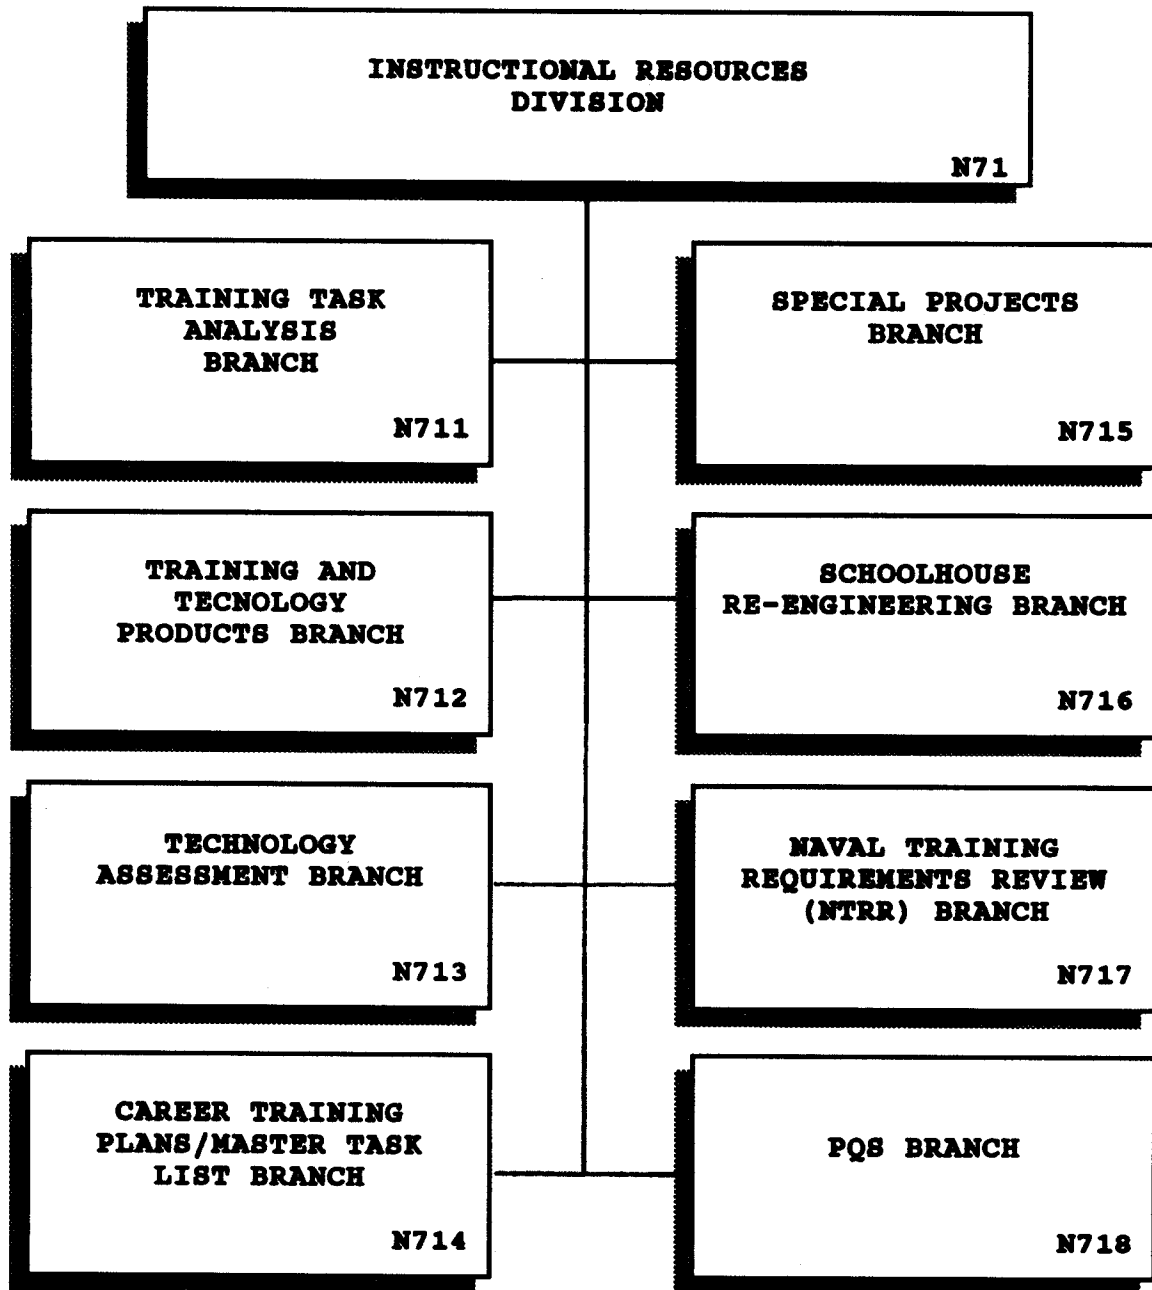 INSTRUCTIONAL RESOURCES
DIVISION
N71
TRAINING TASK
ANALYSIS
BRANCH
N711
SPECIAL PROJECTS
BRANCH
N715
TRAINING AND
TECNOLOGY
PRODUCTS BRANCH
N712
SCHOOLHOUSE
RE-ENGINEERING BRANCH
N716
TECHNOLOGY
ASSESSMENT BRANCH
N713
NAVAL TRAINING
REQUIREMENTS REVIEW
(NTRR) BRANCH
N717
CAREER TRAINING
PLANS/MASTER TASK
LIST BRANCH
N714
PQS BRANCH
N718